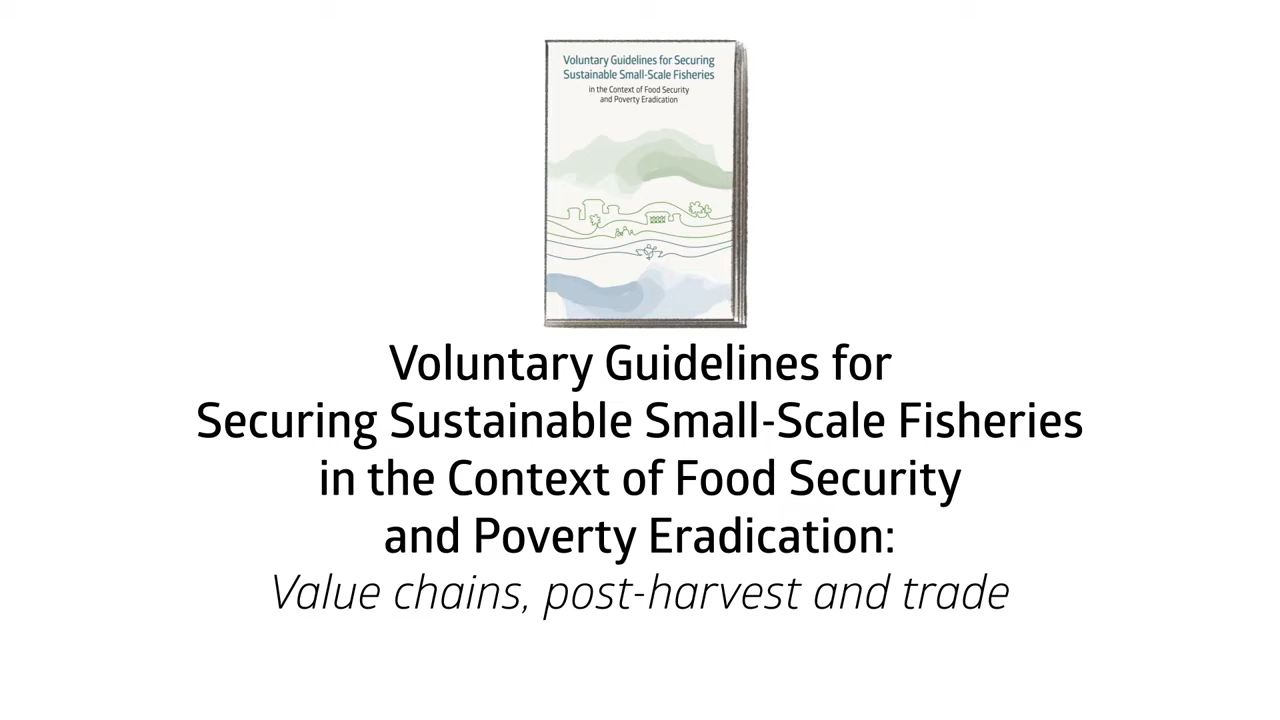 Voluntary Guidelines for Securing
Sustainable Small-Scale Fisheries
in the Context of Food Security
and Poverty Eradication
Voluntary Guidelines for
Securing Sustainable Small-Scale Fisheries
in the Context of Food Security
and Poverty Eradication:
Value chains, post-harvest and trade